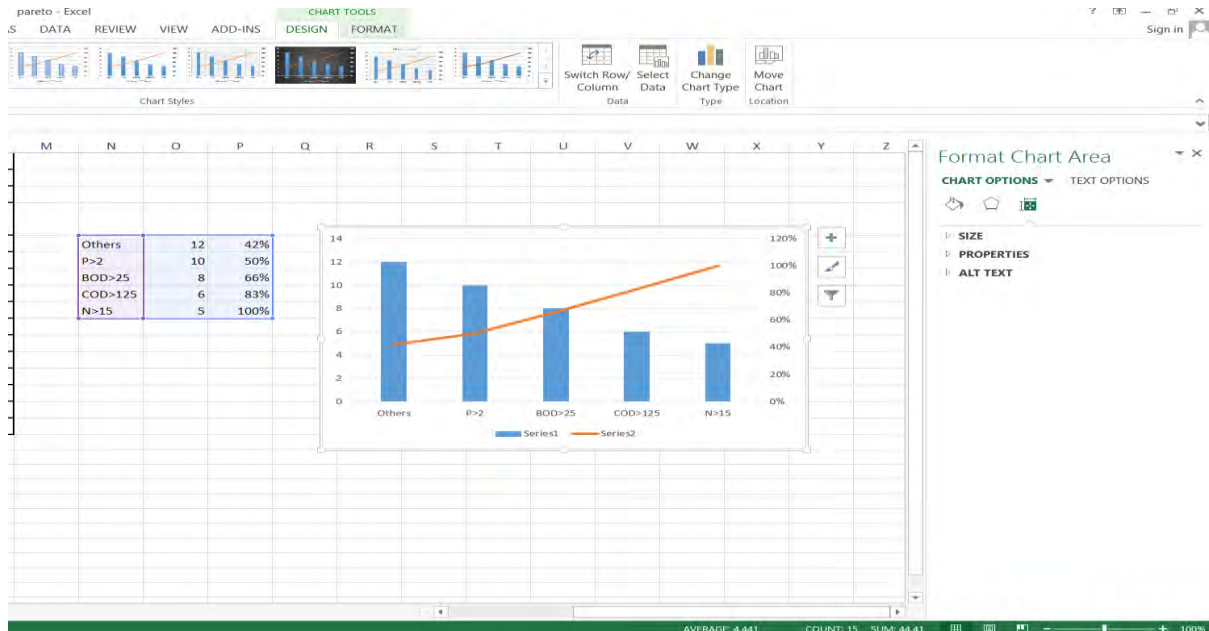 pareto - Excel
CHART TOOLS
?
Sign in
S DATA REVIEW VIEW ADD-INS DESIGN FORMAT
Switch Row/ Column
Select Data
Change Chart Type
Move Chart
Chart Styles
Data
Type
Location
M N O P Q R S T U V W X Y Z
Others 12 42%
P>2 10 50%
BOD>25 8 66%
COD>125 6 83%
N>15 5 100%
14
12
10
8
6
4
2
0
120%
100%
80%
60%
40%
20%
0%
Others P>2 BOD>25 COD>125 N>15
Series1 Series2
Format Chart Area
CHART OPTIONS TEXT OPTIONS
SIZE
PROPERTIES
ALT TEXT
AVERAGE: 4.441 COUNT: 15 SUM: 44.41 100%